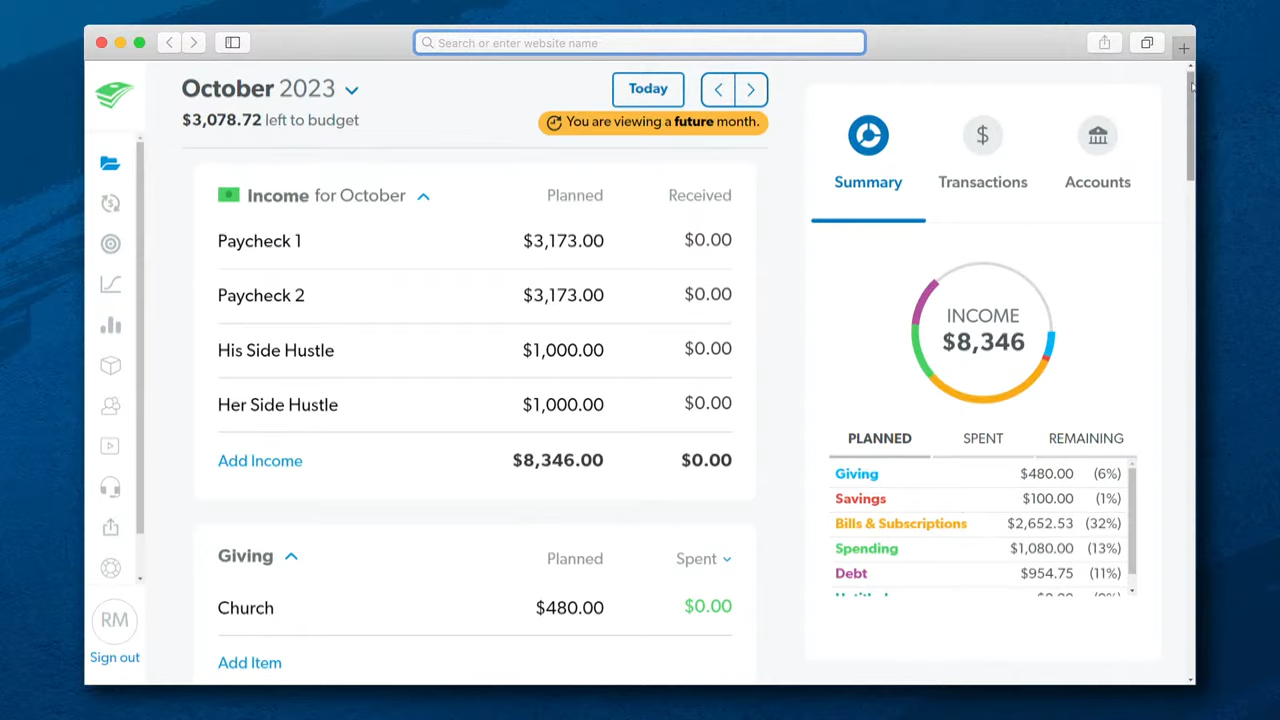 Search or enter website name
October 2023
$3,078.72 left to budget
Today
You are viewing a future month.
Income for October Planned Received
Paycheck 1 $3,173.00 $0.00
Paycheck 2 $3,173.00 $0.00
His Side Hustle $1,000.00 $0.00
Her Side Hustle $1,000.00 $0.00
Add Income $8,346.00 $0.00
Giving Planned Spent
Church $480.00 $0.00
Add Item
RM
Sign out
Summary Transactions Accounts
INCOME
$8,346
PLANNED SPENT REMAINING
Giving $480.00 (6%)
Savings $100.00 (1%)
Bills & Subscriptions $2,652.53 (32%)
Spending $1,080.00 (13%)
Debt $954.75 (11%)